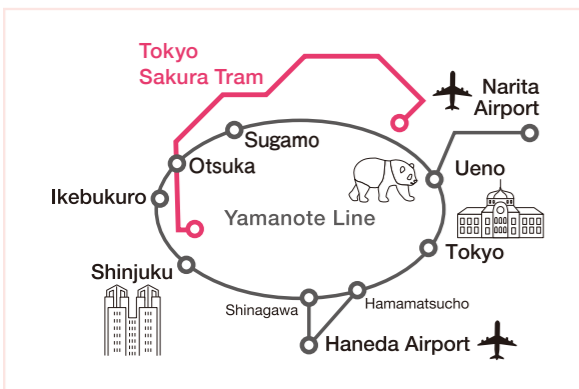 Tokyo
Sakura Tram
Narita
Airport
Sugamo
Otsuka
Ueno
Ikebukuro
Yamanote Line
Tokyo
Shinjuku
Shinagawa
Hamamatsucho
Haneda Airport